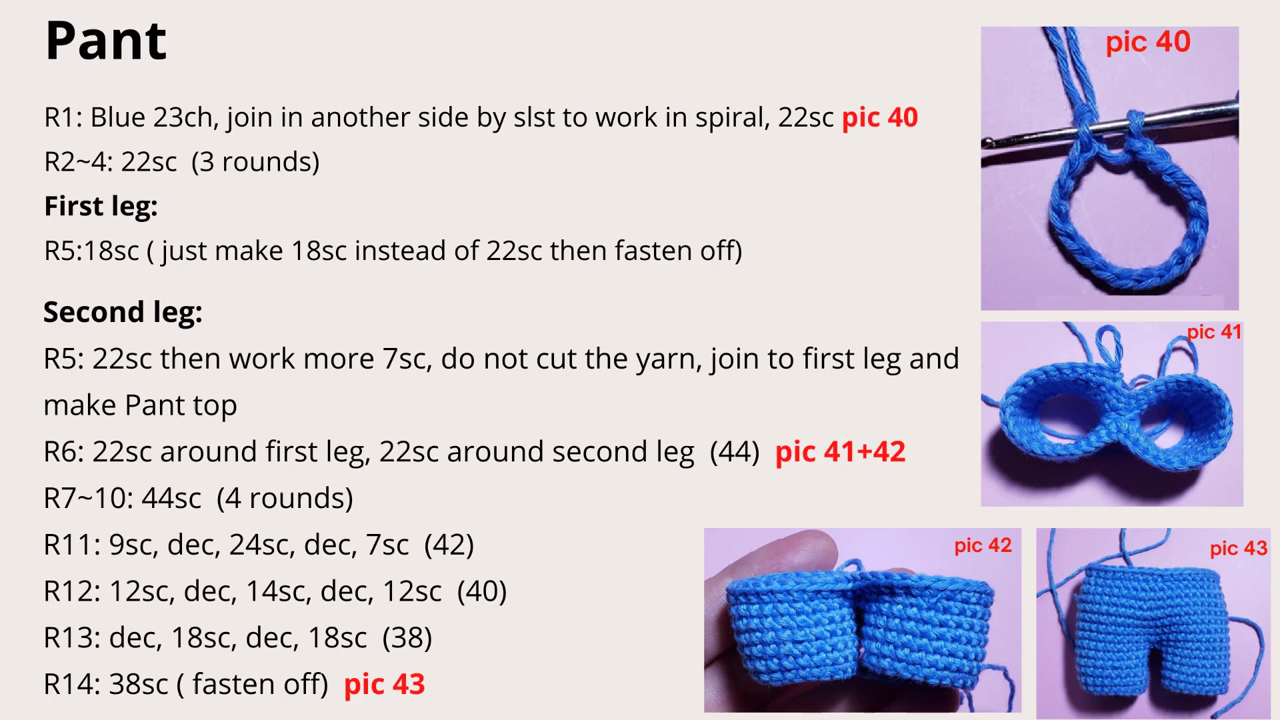 Pant
R1: Blue 23ch, join in another side by slst to work in spiral, 22sc pic 40
R2~4: 22sc (3 rounds)
First leg:
R5:18sc ( just make 18sc instead of 22sc then fasten off)
Second leg:
R5: 22sc then work more 7sc, do not cut the yarn, join to first leg and
make Pant top
R6: 22sc around first leg, 22sc around second leg (44) pic 41+42
R7~10: 44sc (4 rounds)
R11: 9sc, dec, 24sc, dec, 7sc (42)
R12: 12sc, dec, 14sc, dec, 12sc (40)
R13: dec, 18sc, dec, 18sc (38)
R14: 38sc ( fasten off) pic 43
pic 40
pic 41
pic 42
pic 43